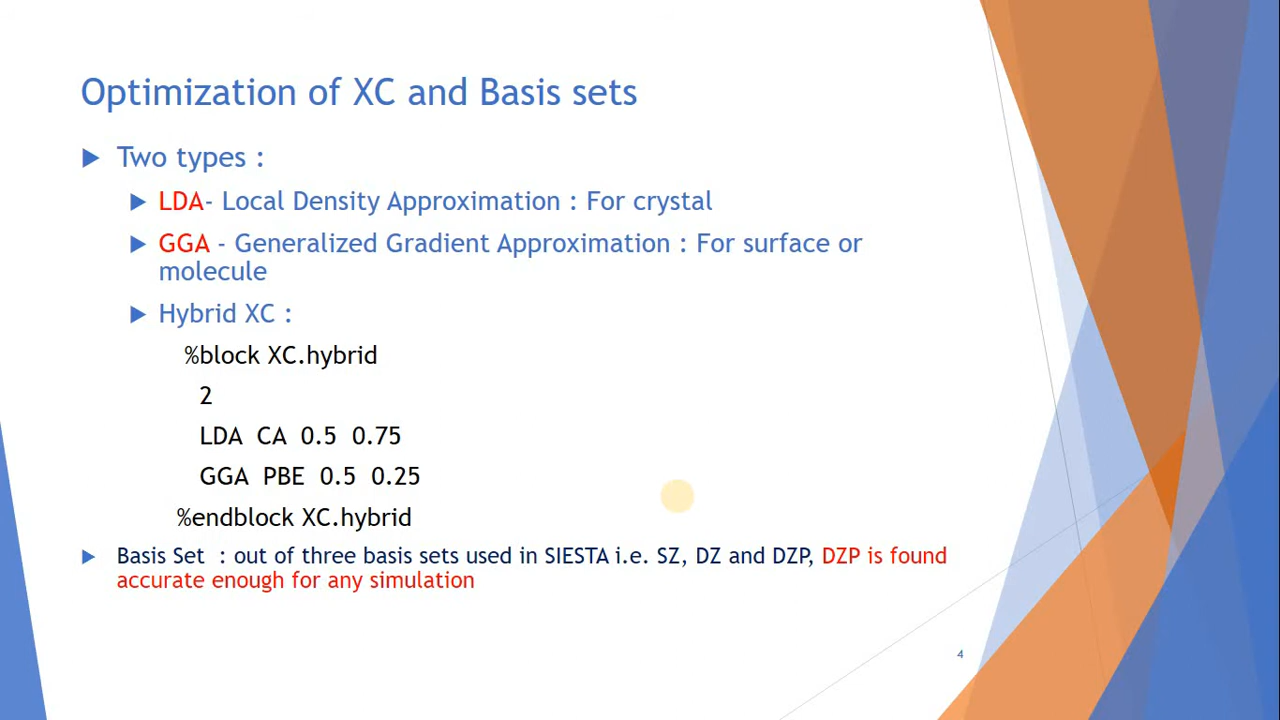 Optimization of XC and Basis sets
Two types :
LDA- Local Density Approximation : For crystal
GGA - Generalized Gradient Approximation : For surface or
molecule
Hybrid XC :
%block XC.hybrid
2
LDA CA 0.5 0.75
GGA PBE 0.5 0.25
%endblock XC.hybrid
Basis Set : out of three basis sets used in SIESTA i.e. SZ, DZ and DZP, DZP is found
accurate enough for any simulation
4